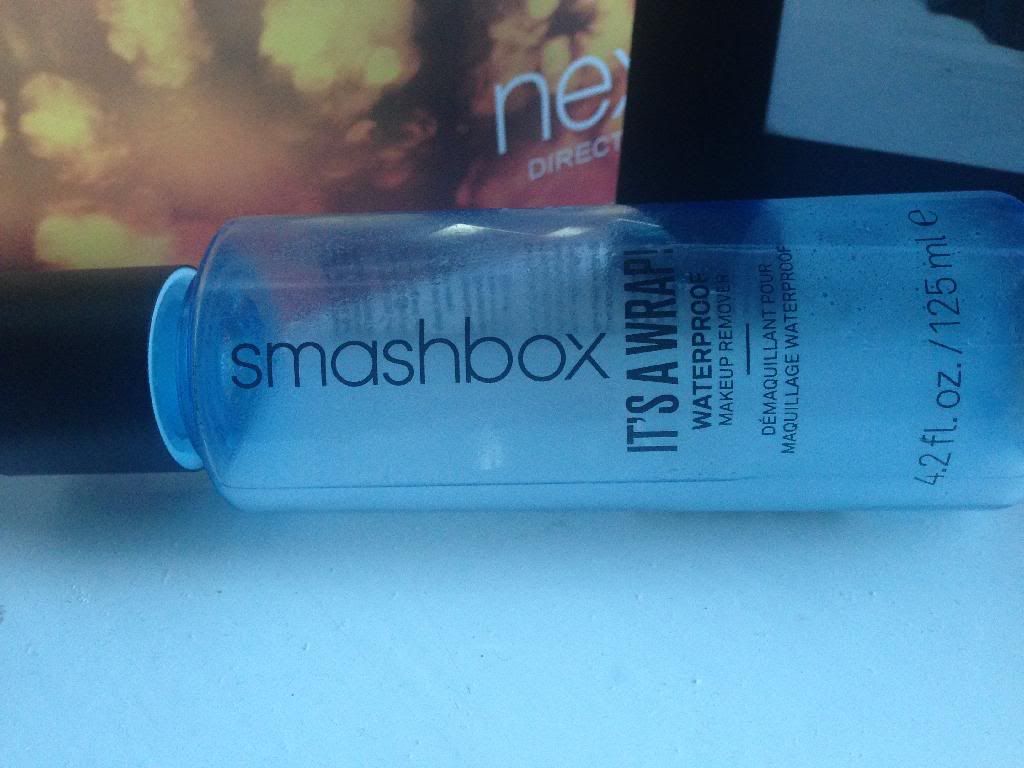 nex
DIRECT
smashbox
IT'S A WRAP!
WATERPROOF
MAKEUP REMOVER
DÉMAQUILLANT POUR
MAQUILLAGE WATERPROOF
4.2 fl. oz. / 125 ml e